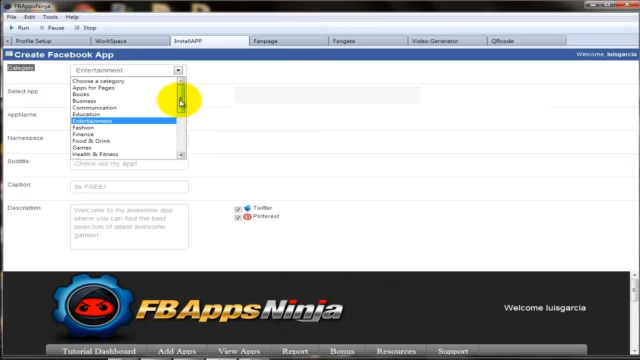 FBAppsNinja
File Edit Tools Help
Run Pause Stop
Profile Setup WorkSpace InstallAPP Fanpage Fangate Video Generator QRcode
Create Facebook App Welcome, luisgarcia
Category: Entertainment
Choose a category
Apps for Pages
Books
Business
Communication
Education
Entertainment
Fashion
Finance
Food & Drink
Games
Health & Fitness
Select App:
AppName:
Namespace:
Subtitle: Check out my app!!
Caption: its FREE!
Description: Welcome to my awesome app
where you can find the best
selection of latest awesome
games!
Twitter
Pinterest
FBAppsNinja
Welcome luisgarcia
Tutorial Dashboard Add Apps View Apps Report Bonus Resources Support